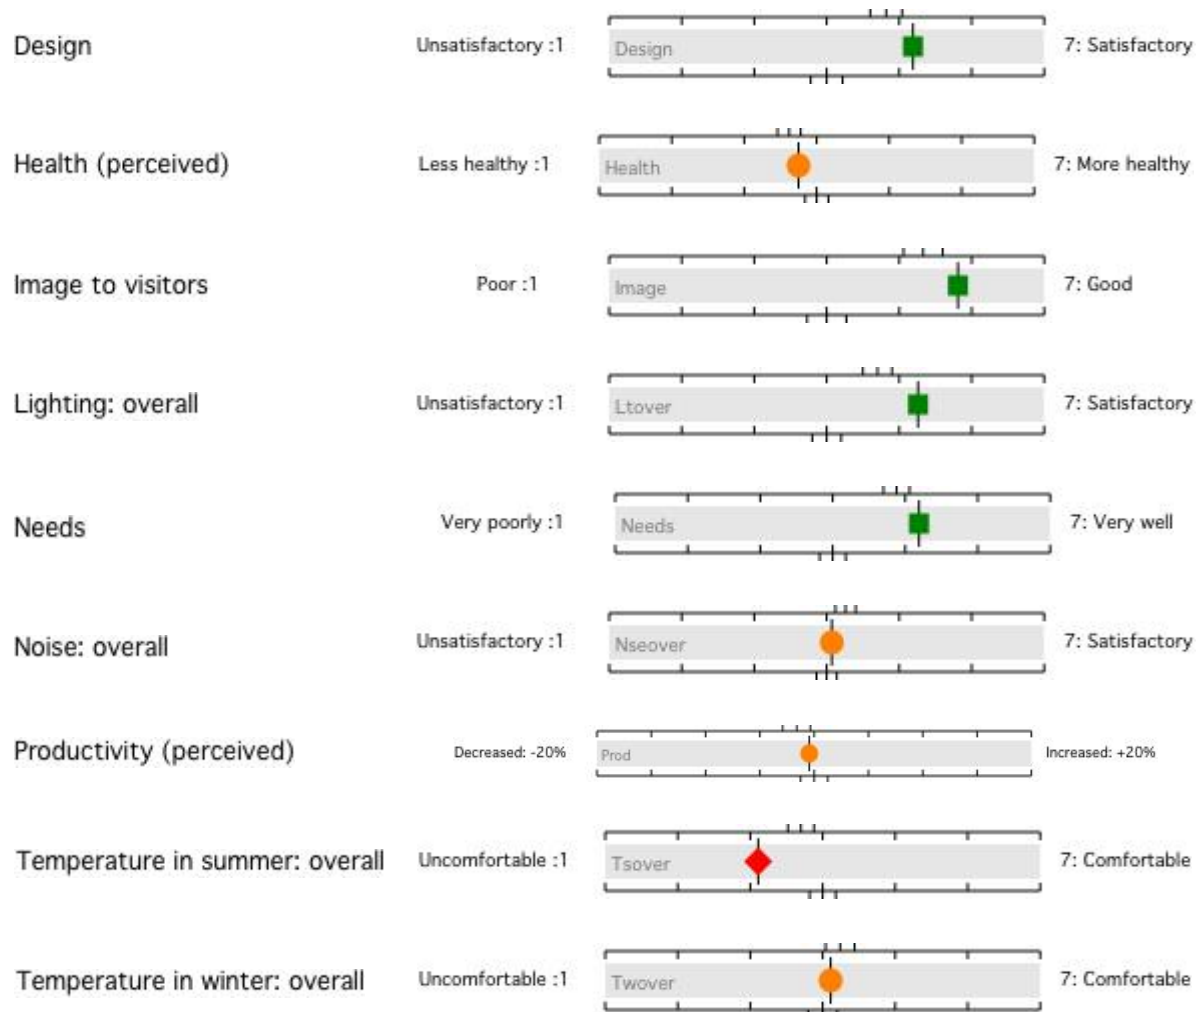 Design Unsatisfactory :1 Design 7: Satisfactory
Health (perceived) Less healthy :1 Health 7: More healthy
Image to visitors Poor :1 Image 7: Good
Lighting: overall Unsatisfactory :1 Ltover 7: Satisfactory
Needs Very poorly :1 Needs 7: Very well
Noise: overall Unsatisfactory :1 Nseover 7: Satisfactory
Productivity (perceived) Decreased: -20% Prod Increased: +20%
Temperature in summer: overall Uncomfortable :1 Tsover 7: Comfortable
Temperature in winter: overall Uncomfortable :1 Twover 7: Comfortable